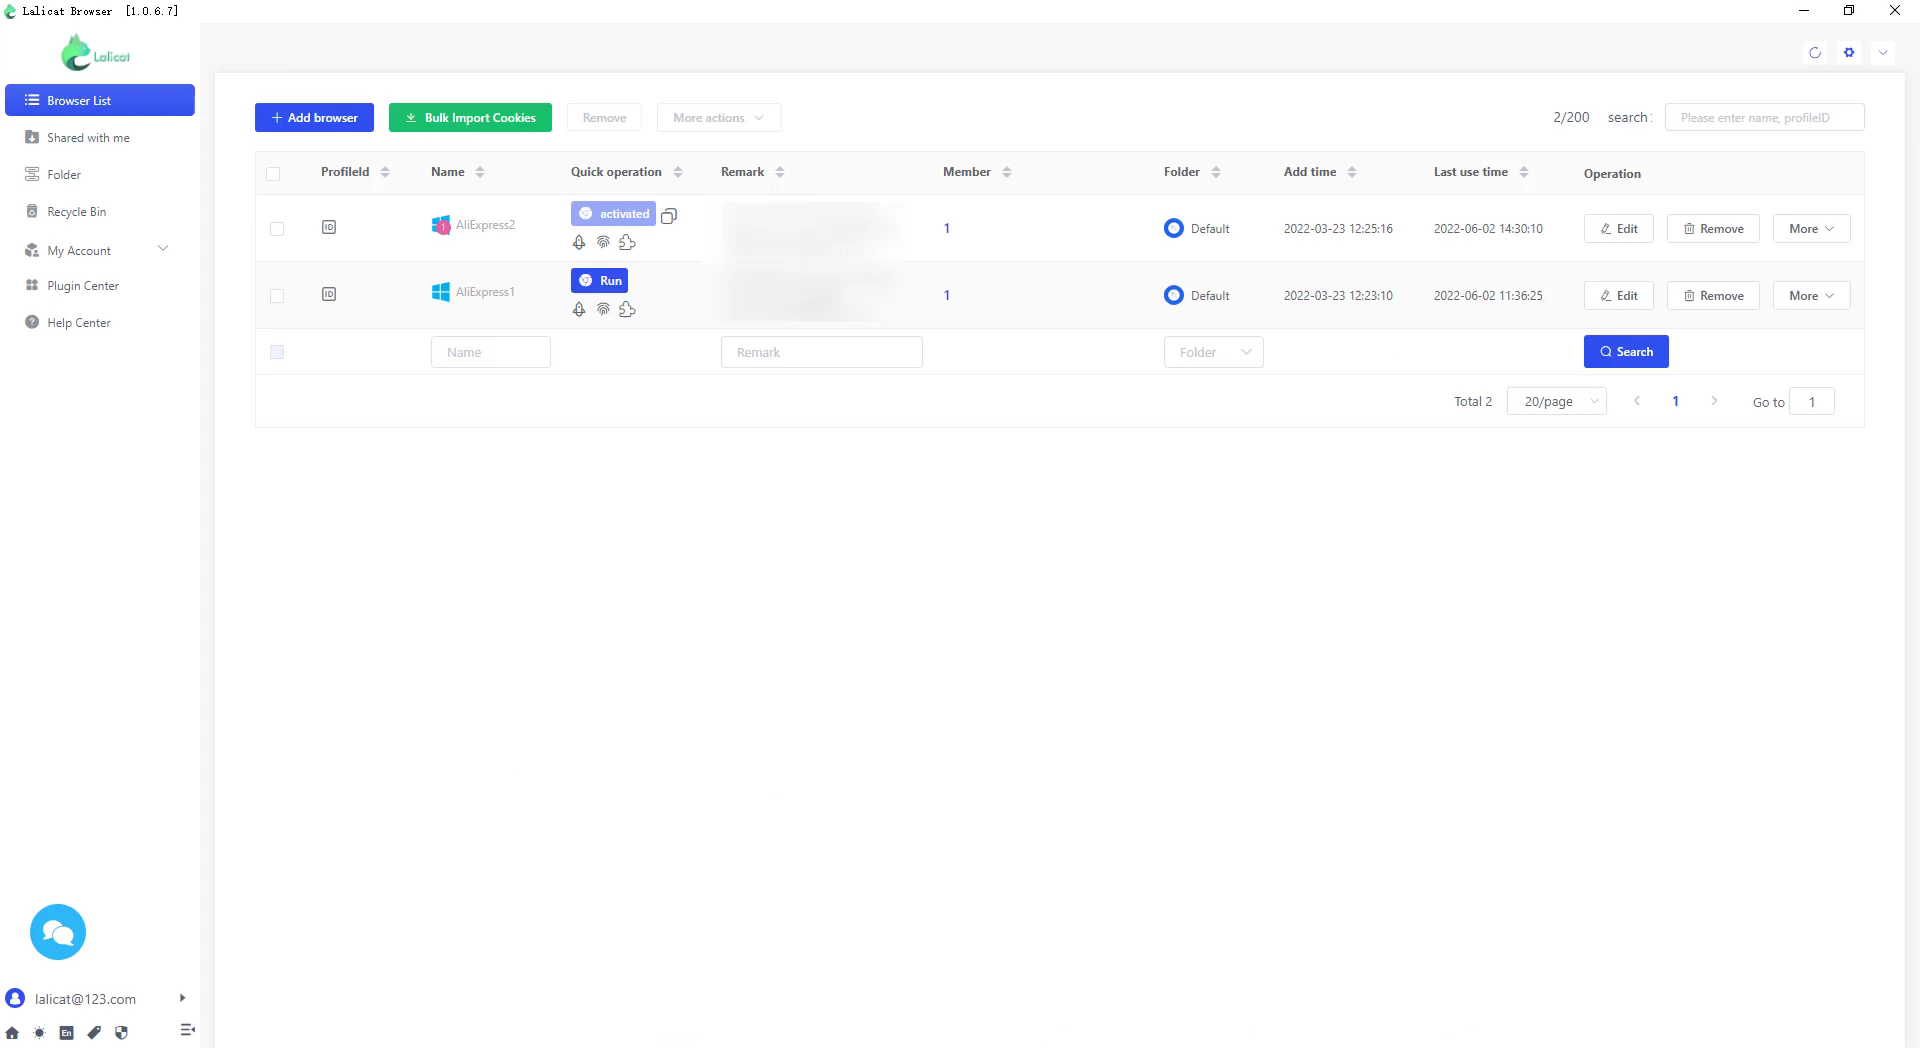 Lalicat Browser [1.0.6.7]
Lalicat
Browser List
Shared with me
Folder
Recycle Bin
My Account
Plugin Center
Help Center
+ Add browser
Bulk Import Cookies
Remove
More actions
2/200
search:
Please enter name, profileID
ProfileId
Name
Quick operation
Remark
Member
Folder
Add time
Last use time
Operation
ID
1
AliExpress2
activated
1
Default
2022-03-23 12:25:16
2022-06-02 14:30:10
Edit
Remove
More
ID
AliExpress1
Run
1
Default
2022-03-23 12:23:10
2022-06-02 11:36:25
Edit
Remove
More
Name
Remark
Folder
Search
Total 2
20/page
1
Go to
1
lalicat@123.com
En